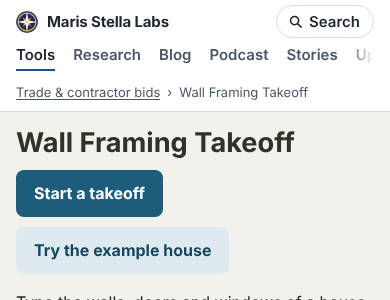 Maris Stella Labs
Search
Tools Research Blog Podcast Stories Up
Trade & contractor bids › Wall Framing Takeoff
Wall Framing Takeoff
Start a takeoff
Try the example house